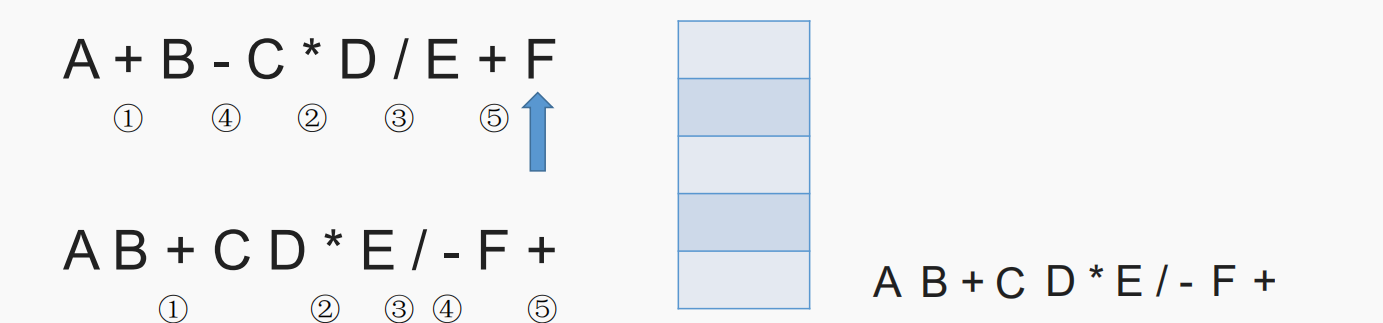 A + B - C * D / E + F
① ④ ② ③ ⑤
A B + C D * E / - F +
① ② ③ ④ ⑤
A B + C D * E / - F +